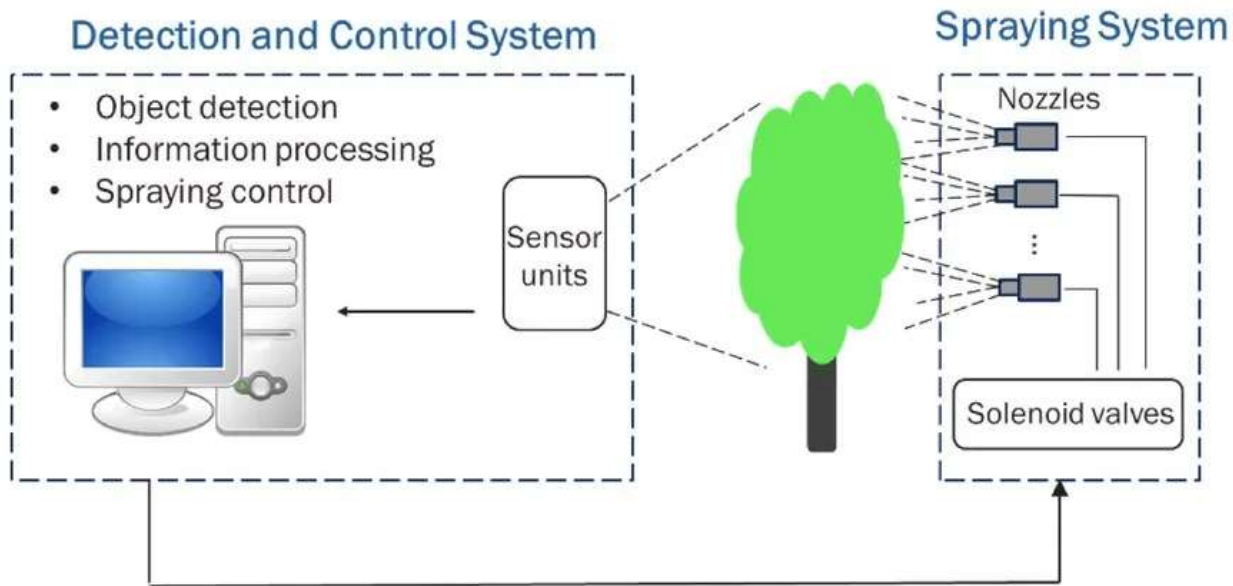 Detection and Control System
• Object detection
• Information processing
• Spraying control
Sensor
units
Spraying System
Nozzles
...
Solenoid valves